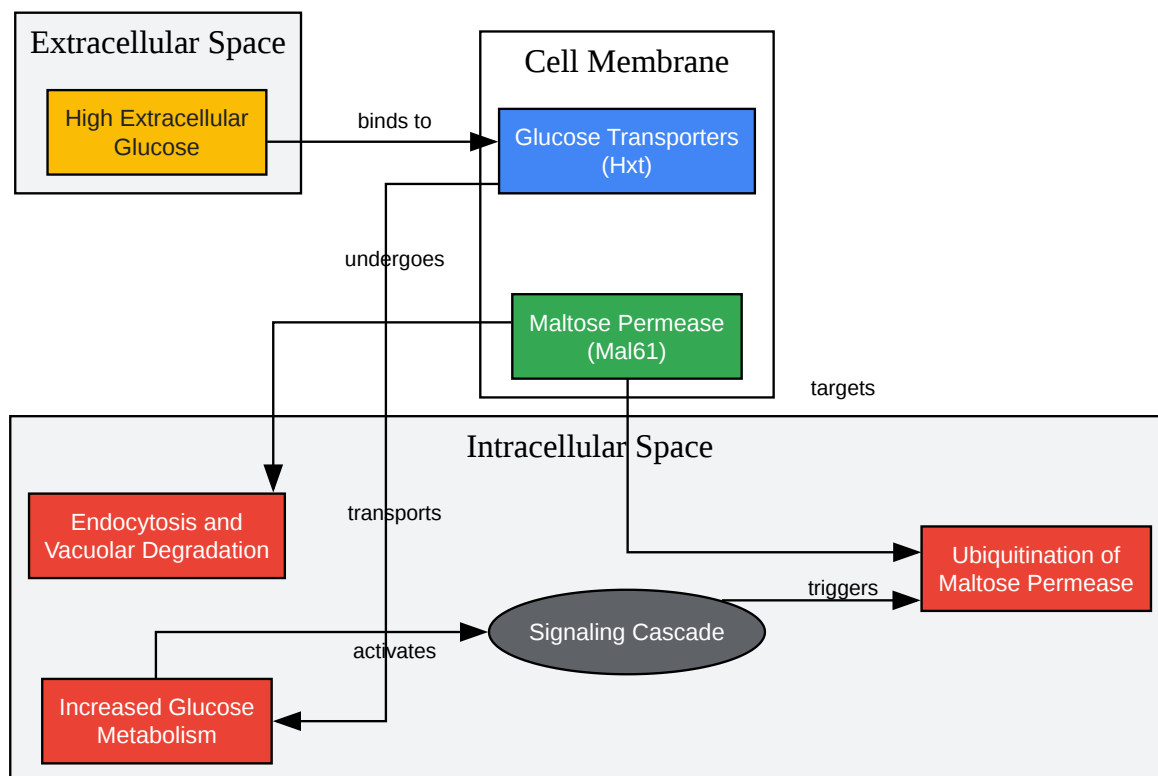 Extracellular Space
High Extracellular
Glucose
binds to
Cell Membrane
Glucose Transporters
(Hxt)
undergoes
Maltose Permease
(Mal61)
targets
Intracellular Space
Endocytosis and
Vacuolar Degradation
transports
Ubiquitination of
Maltose Permease
triggers
Signaling Cascade
activates
Increased Glucose
Metabolism